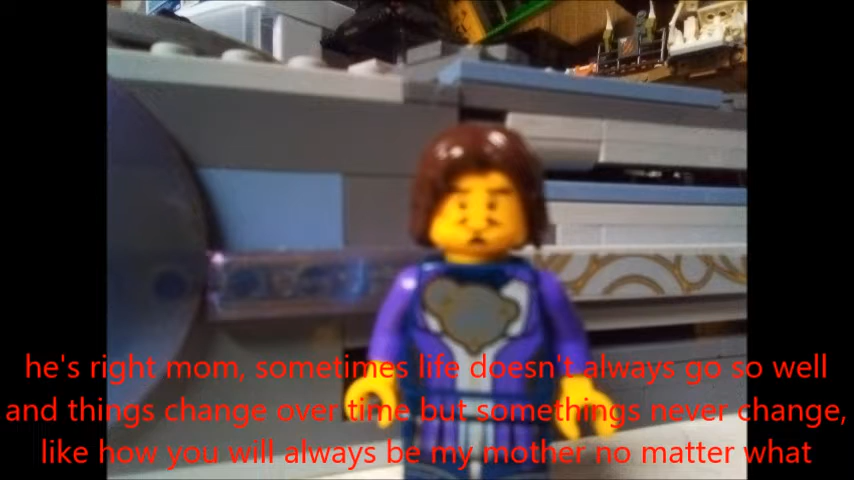 he's right mom, sometimes life doesn't always go so well
and things change over time but somethings never change,
like how you will always be my mother no matter what